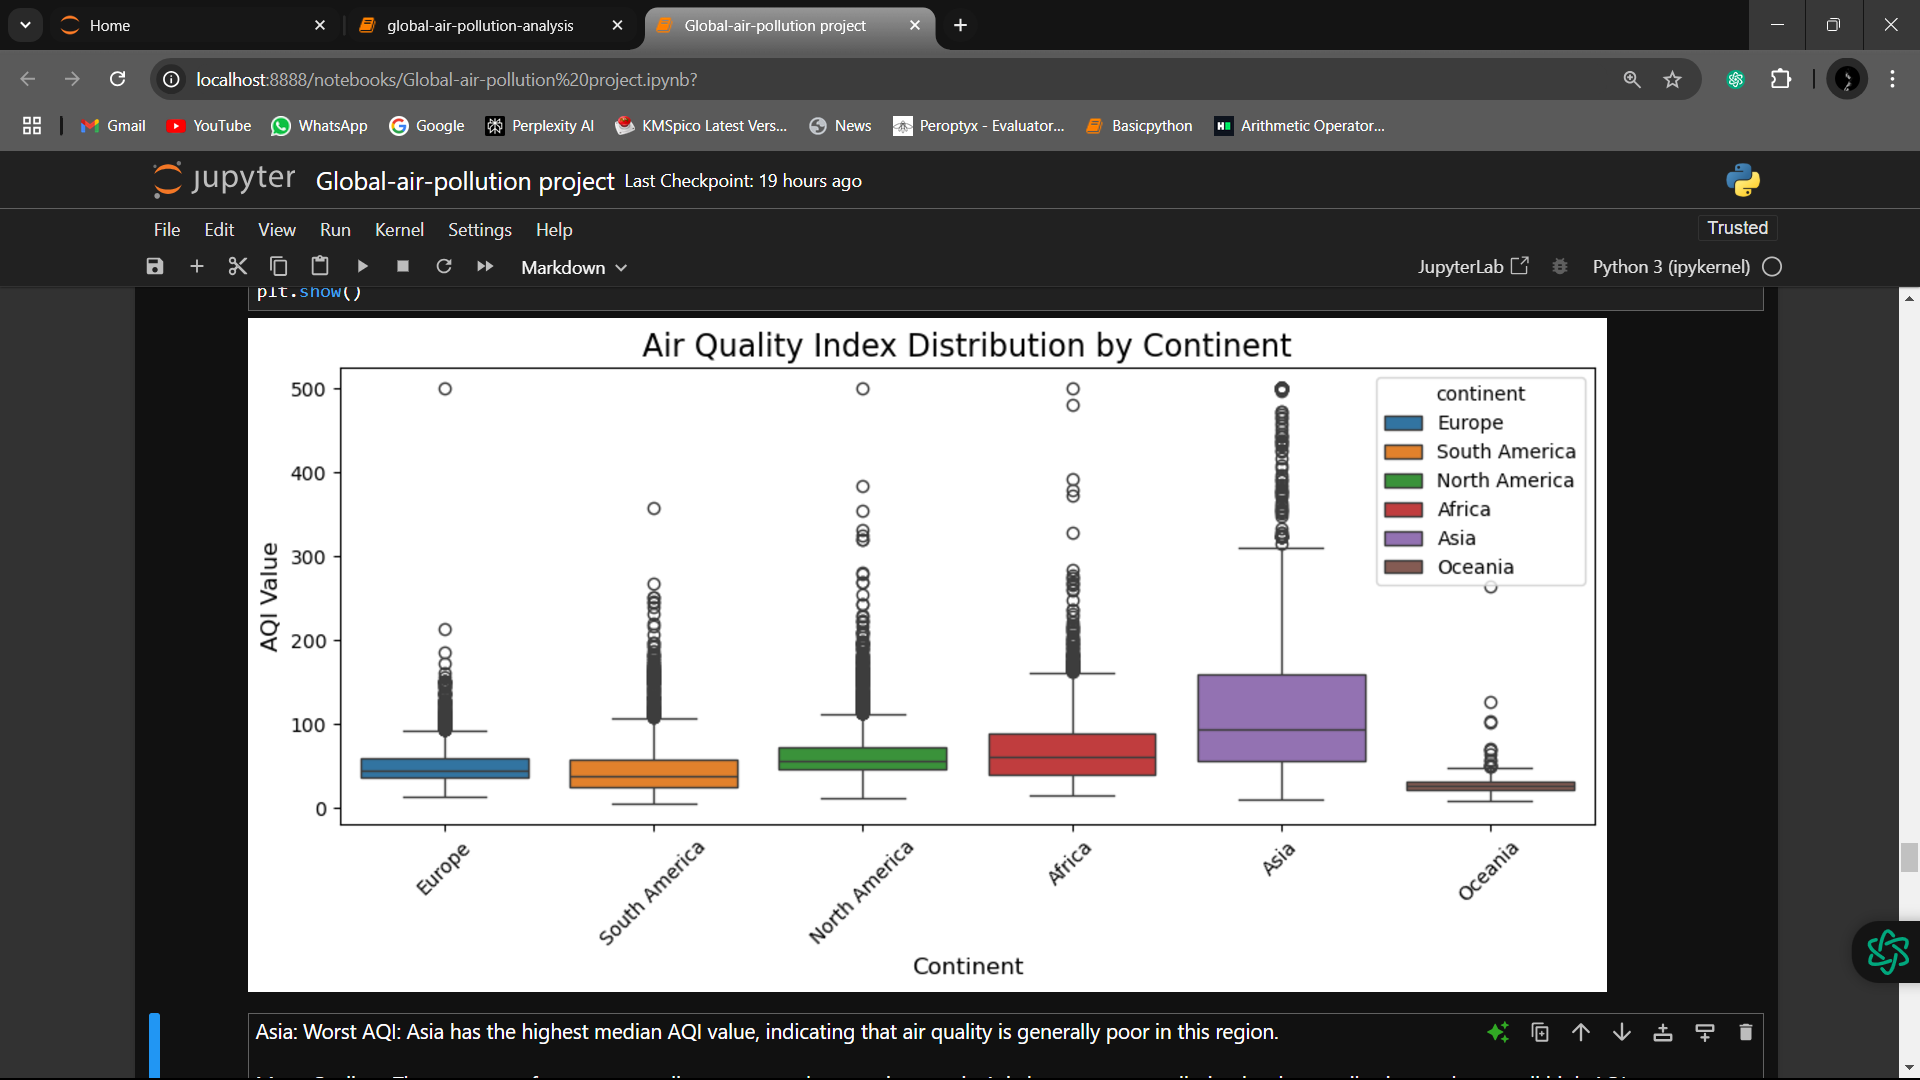 Home
global-air-pollution-analysis
Global-air-pollution project
localhost:8888/notebooks/Global-air-pollution%20project.ipynb?
Gmail
YouTube
WhatsApp
Google
Perplexity AI
KMSpico Latest Vers...
News
Peroptyx - Evaluator...
Basicpython
Arithmetic Operator...
jupyter Global-air-pollution project Last Checkpoint: 19 hours ago
File Edit View Run Kernel Settings Help
Trusted
Markdown
JupyterLab
Python 3 (ipykernel)
plt.show()
Air Quality Index Distribution by Continent
AQI Value
500
400
300
200
100
0
continent
Europe
South America
North America
Africa
Asia
Oceania
Europe
South America
North America
Africa
Asia
Oceania
Continent
Asia: Worst AQI: Asia has the highest median AQI value, indicating that air quality is generally poor in this region.